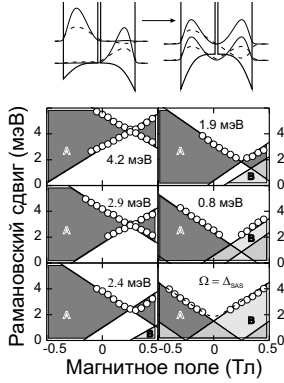 Рамановский сдвиг (мэВ)
4
2
0
A
4.2 мэВ
1.9 мэВ
B
4
2
0
A
2.9 мэВ
0.8 мэВ
A
B
4
2
0
A
2.4 мэВ
B
Ω = Δ_SAS
A
B
-0.5 0 0.5 -0.5 0 0.5
Магнитное поле (Тл)